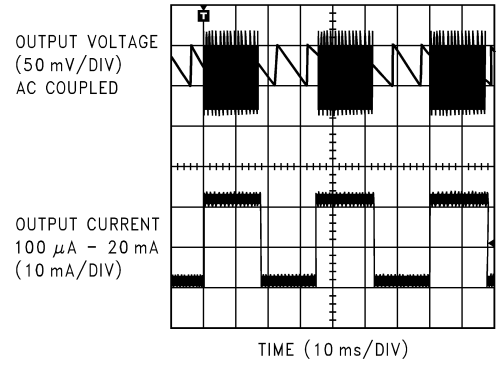 T
OUTPUT VOLTAGE
(50 mV/DIV)
AC COUPLED
OUTPUT CURRENT
100 μA – 20 mA
(10 mA/DIV)
TIME (10 ms/DIV)